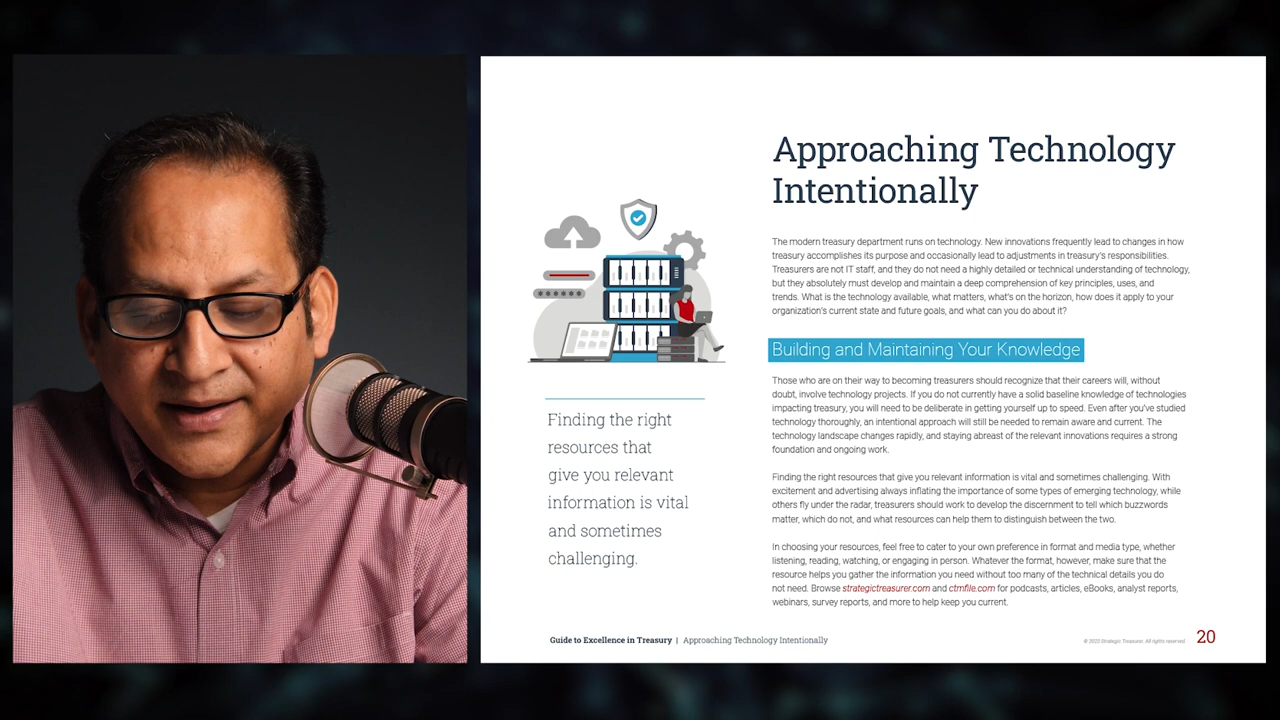 Approaching Technology
Intentionally
The modern treasury department runs on technology. New innovations frequently lead to changes in how
treasury accomplishes its purpose and occasionally lead to adjustments in treasury's responsibilities.
Treasurers are not IT staff, and they do not need a highly detailed or technical understanding of technology,
but they absolutely must develop and maintain a deep comprehension of key principles, uses, and
trends. What is the technology available, what matters, what's on the horizon, how does it apply to your
organization's current state and future goals, and what can you do about it?
Building and Maintaining Your Knowledge
Those who are on their way to becoming treasurers should recognize that their careers will, without
doubt, involve technology projects. If you do not currently have a solid baseline knowledge of technologies
impacting treasury, you will need to be deliberate in getting yourself up to speed. Even after you've studied
technology thoroughly, an intentional approach will still be needed to remain aware and current. The
technology landscape changes rapidly, and staying abreast of the relevant innovations requires a strong
foundation and ongoing work.
Finding the right resources that give you relevant information is vital and sometimes challenging. With
excitement and advertising always inflating the importance of some types of emerging technology, while
others fly under the radar, treasurers should work to develop the discernment to tell which buzzwords
matter, which do not, and what resources can help them to distinguish between the two.
In choosing your resources, feel free to cater to your own preference in format and media type, whether
listening, reading, watching, or engaging in person. Whatever the format, however, make sure that the
resource helps you gather the information you need without too many of the technical details you do
not need. Browse strategictreasurer.com and ctmfile.com for podcasts, articles, eBooks, analyst reports,
webinars, survey reports, and more to help keep you current.
Finding the right
resources that
give you relevant
information is vital
and sometimes
challenging.
Guide to Excellence in Treasury | Approaching Technology Intentionally
© 2023 Strategic Treasurer. All rights reserved.
20